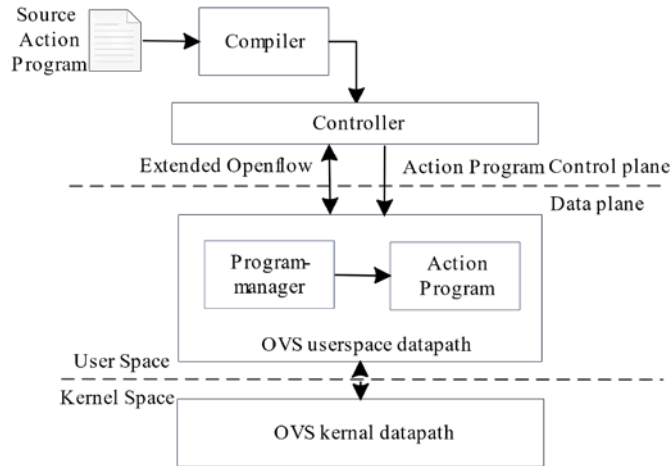 Source
Action
Program
Compiler
Controller
Extended Openflow
Action Program Control plane
Data plane
Program-
manager
Action
Program
OVS userspace datapath
User Space
Kernel Space
OVS kernal datapath